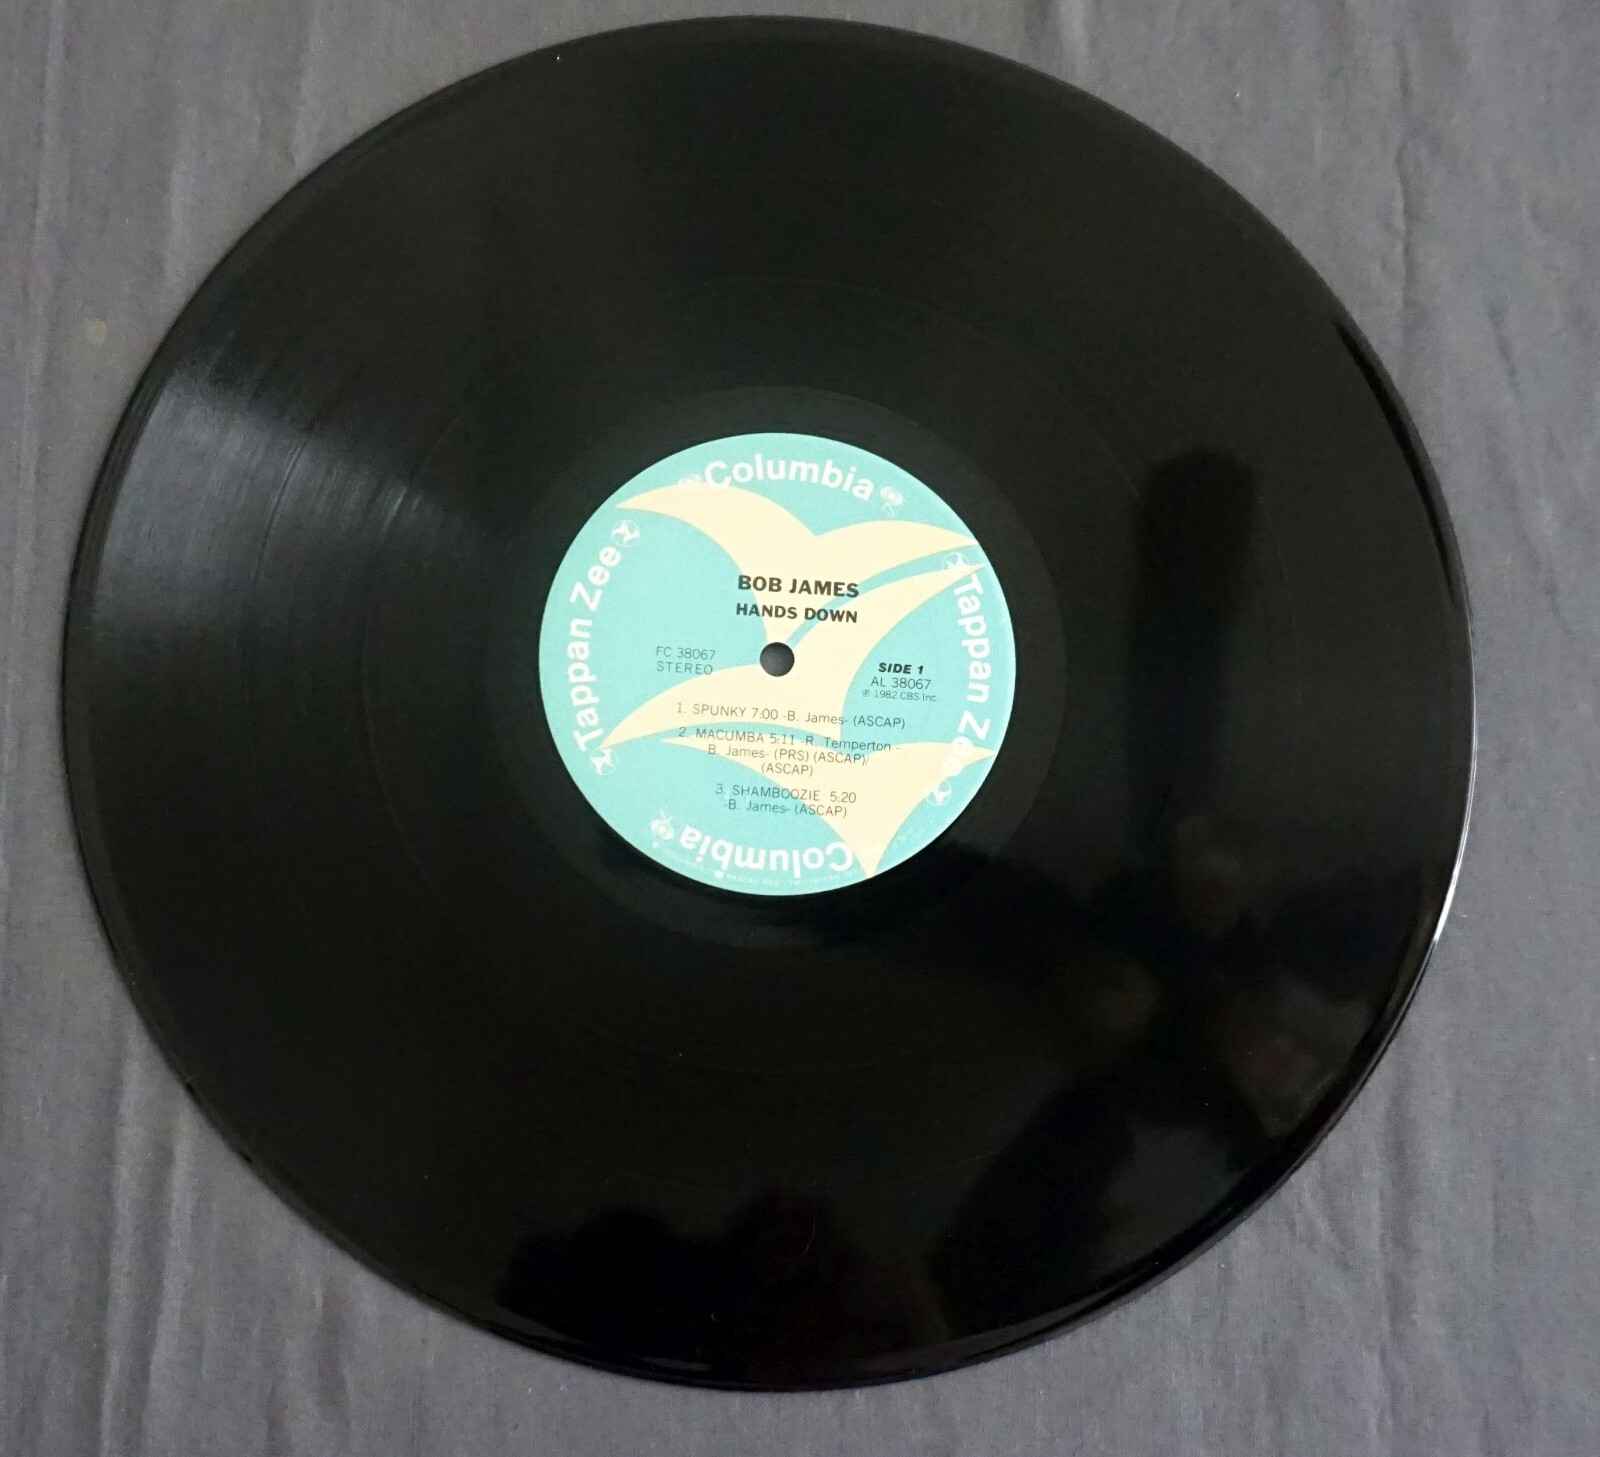 Columbia
Tappan Zee
Tappan Zee
BOB JAMES
HANDS DOWN
FC 38067
STEREO
SIDE 1
AL 38067
℗ 1982 CBS Inc.
1. SPUNKY 7:00 -B. James- (ASCAP)
2. MACUMBA 5:11 -R. Temperton -
B. James- (PRS) (ASCAP)/
(ASCAP)
3. SHAMBOOZIE 5:20
-B. James- (ASCAP)
Columbia